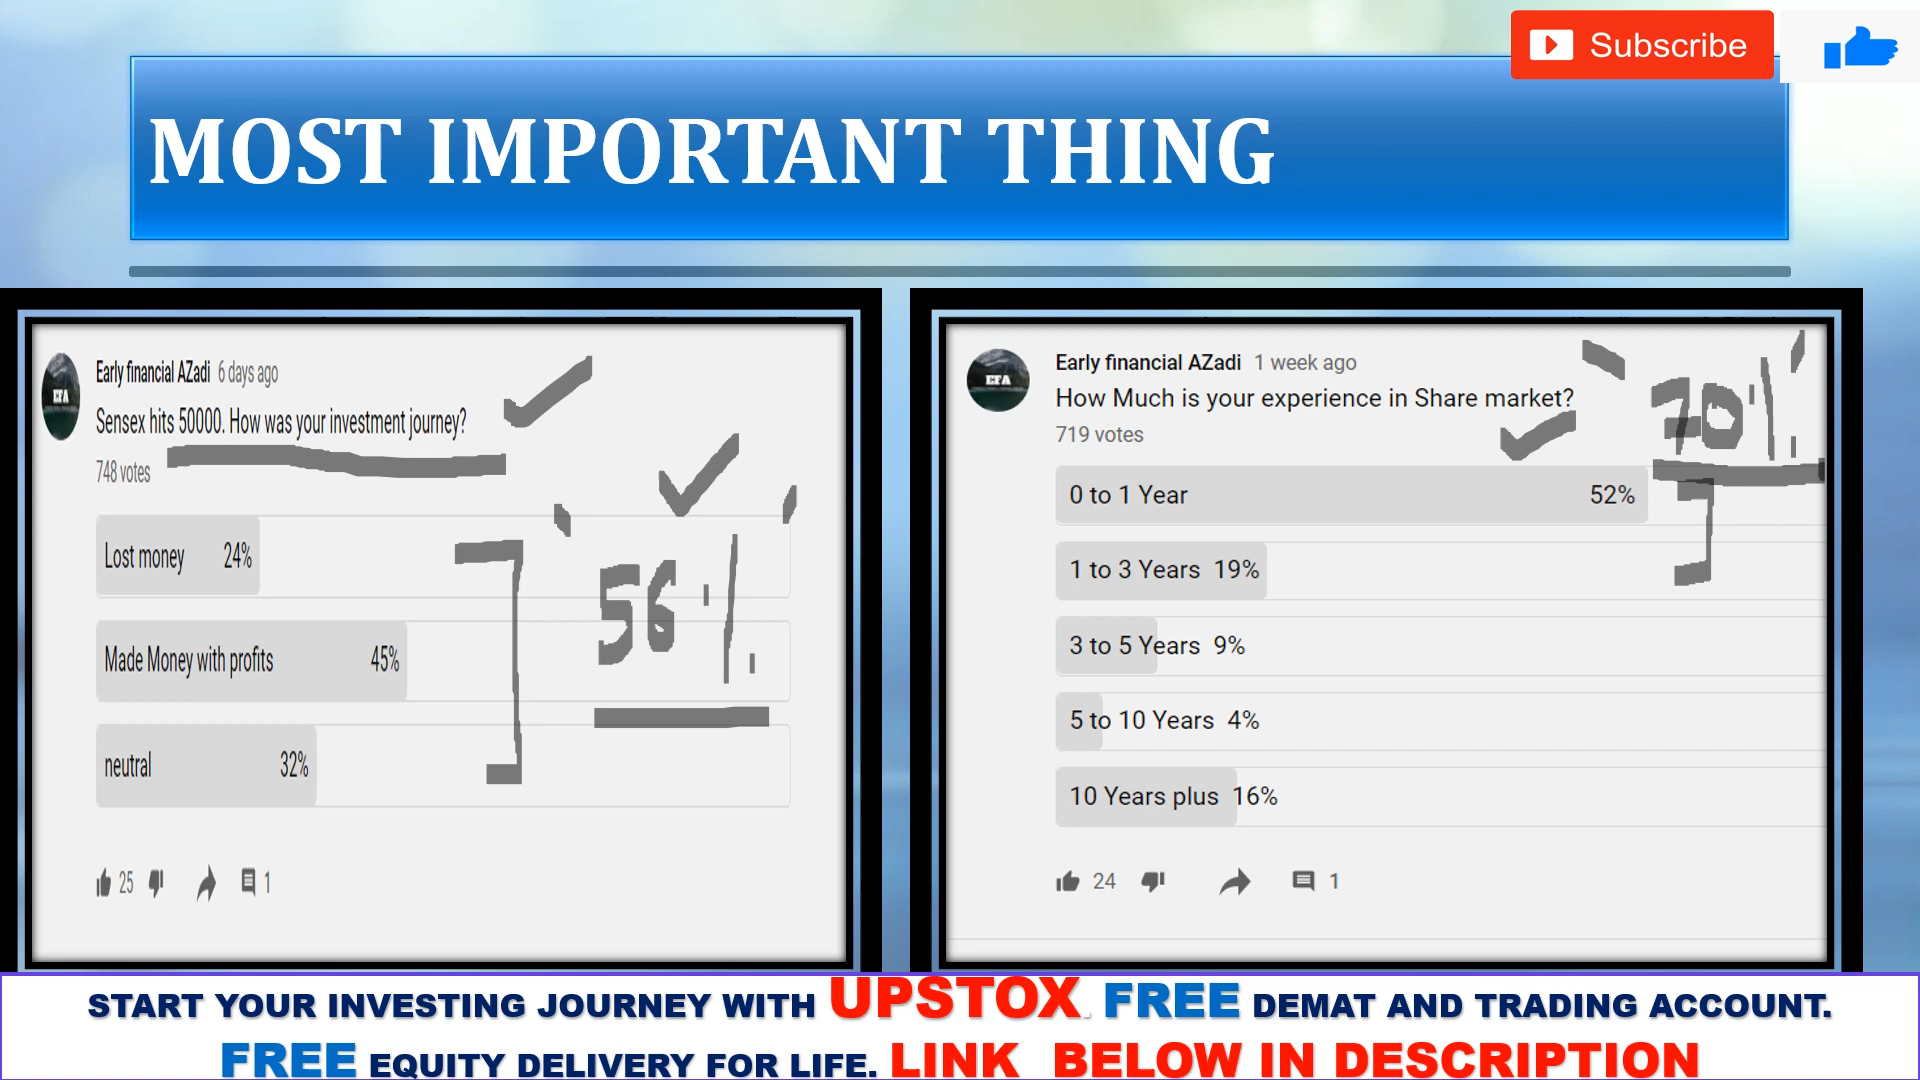 Subscribe
MOST IMPORTANT THING
Early financial AZadi 6 days ago
EFA
Sensex hits 50000. How was your investment journey?
748 votes
Lost money 24%
Made Money with profits 45%
neutral 32%
56%
25 1
Early financial AZadi 1 week ago
EFA
How Much is your experience in Share market?
719 votes
70%
0 to 1 Year 52%
1 to 3 Years 19%
3 to 5 Years 9%
5 to 10 Years 4%
10 Years plus 16%
24 1
START YOUR INVESTING JOURNEY WITH UPSTOX. FREE DEMAT AND TRADING ACCOUNT.
FREE EQUITY DELIVERY FOR LIFE. LINK BELOW IN DESCRIPTION